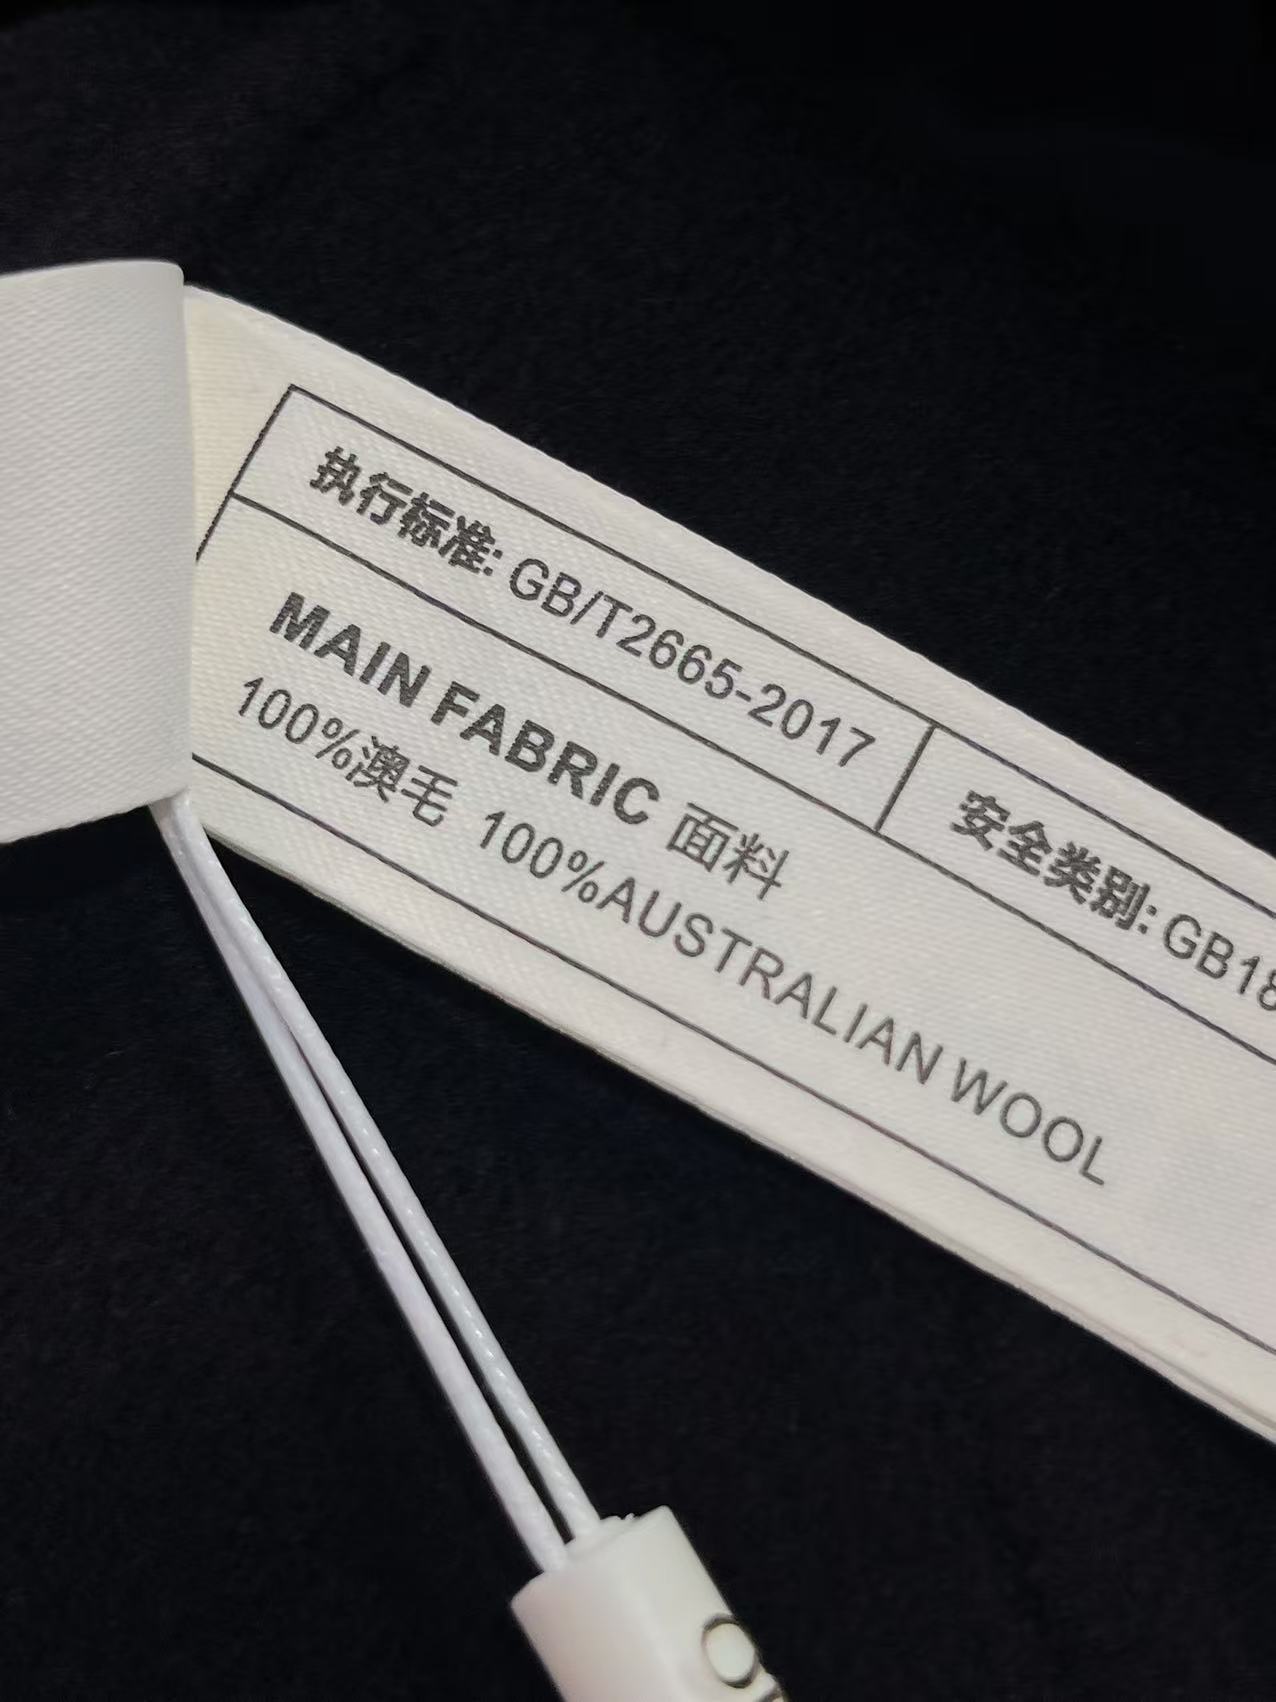 执行标准: GB/T2665-2017
安全类别: GB18
MAIN FABRIC 面料
100%澳毛 100%AUSTRALIAN WOOL